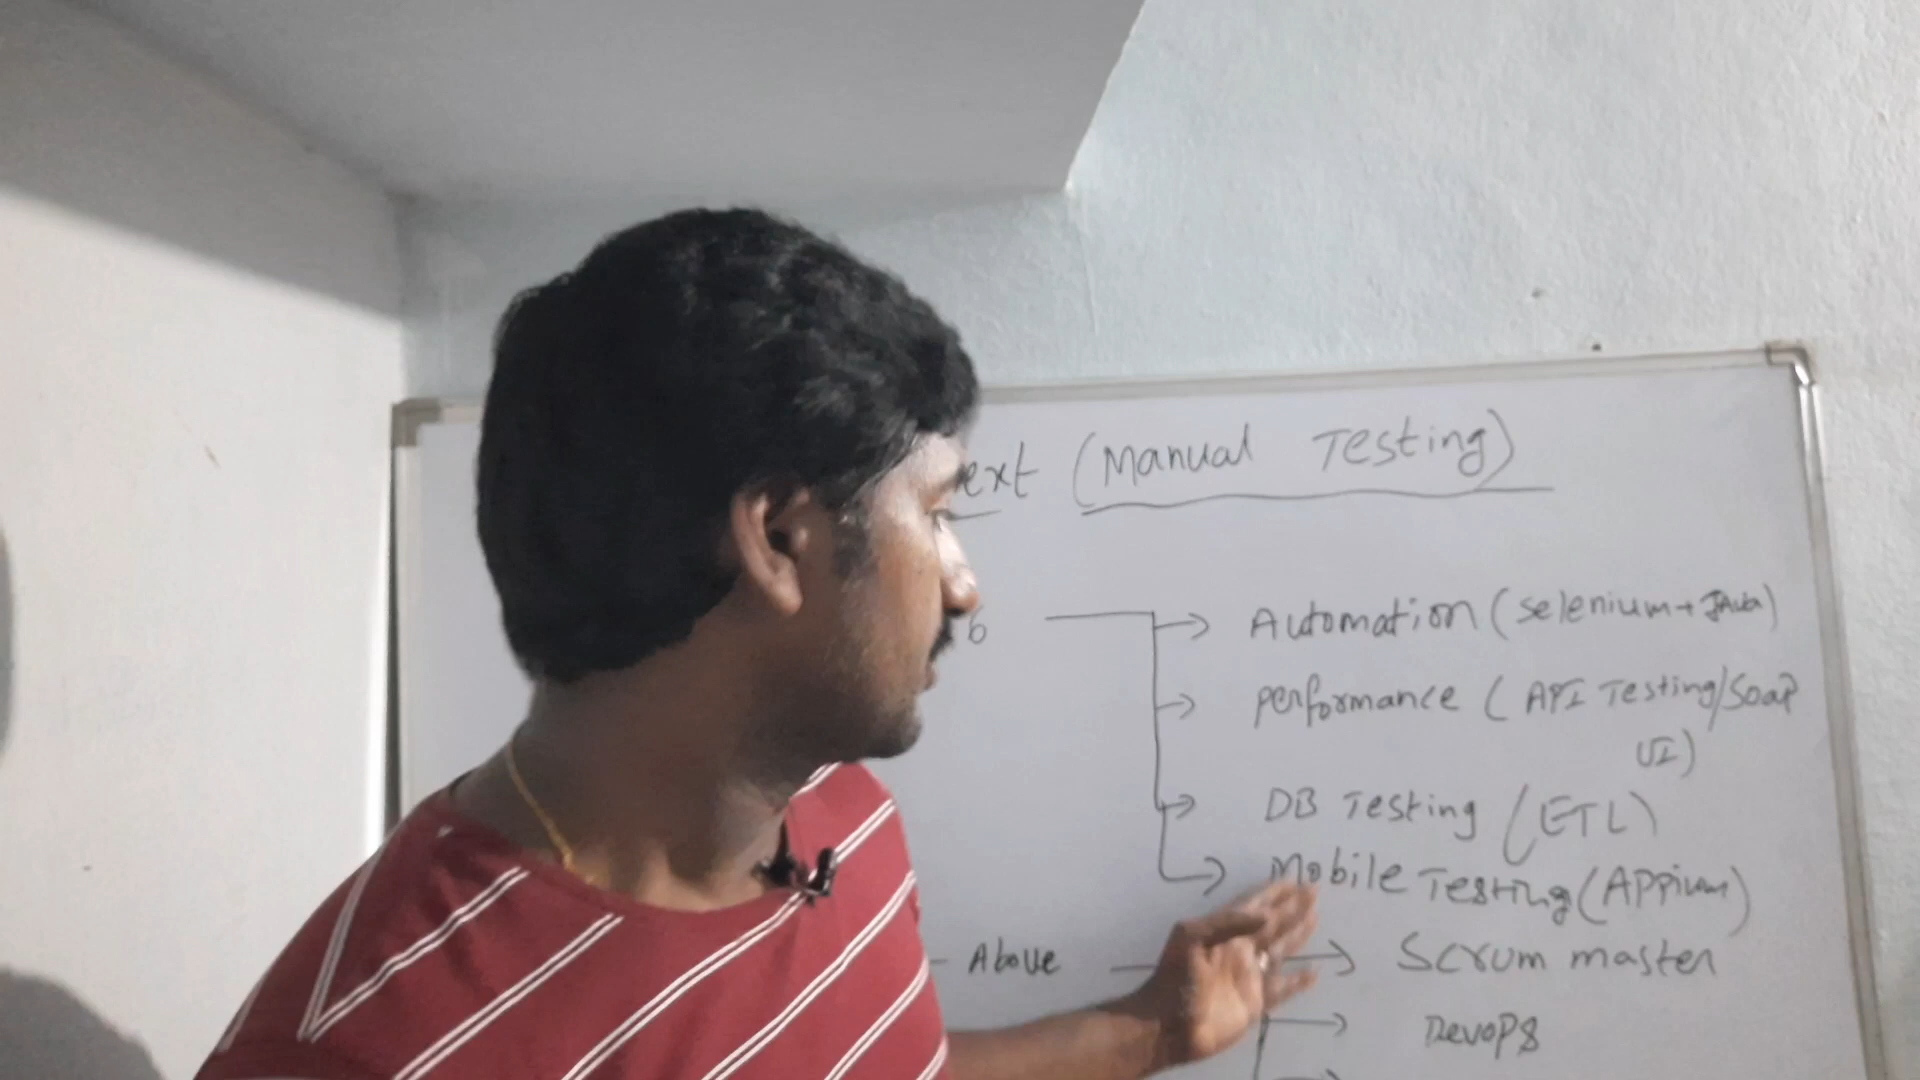 ext (Manual Testing)
6 → Automation (Selenium + JAva)
→ Performance (API Testing/Soap
UI)
→ DB Testing (ETL)
→ Mobile Testing (Appium)
Above → Scrum master
→ DevOPS